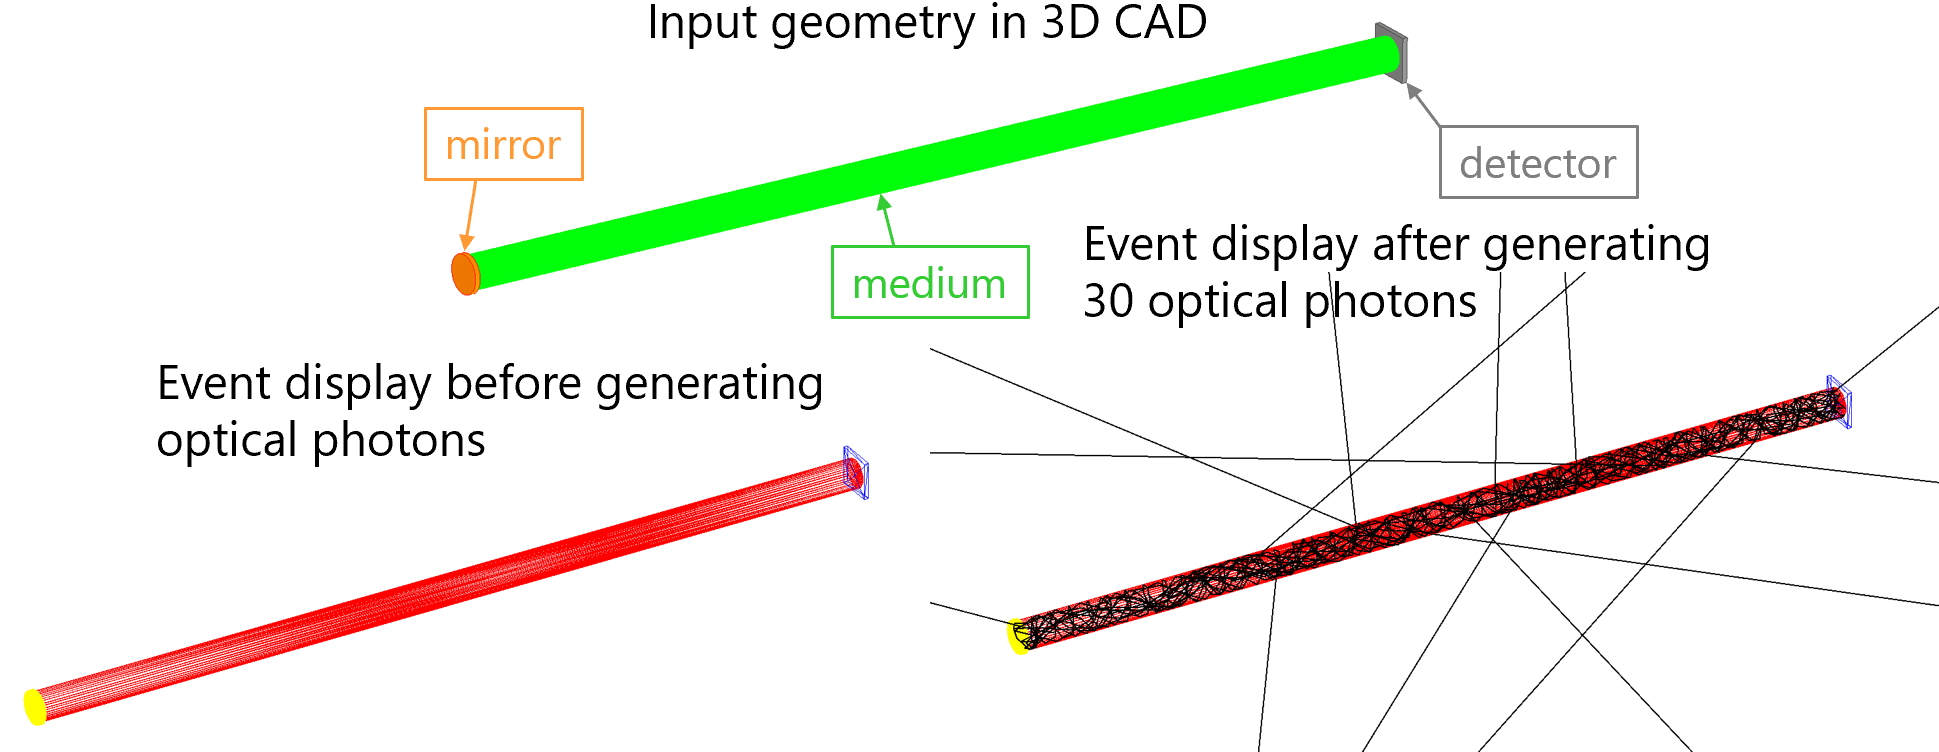 Input geometry in 3D CAD
mirror
detector
medium
Event display after generating
30 optical photons
Event display before generating
optical photons